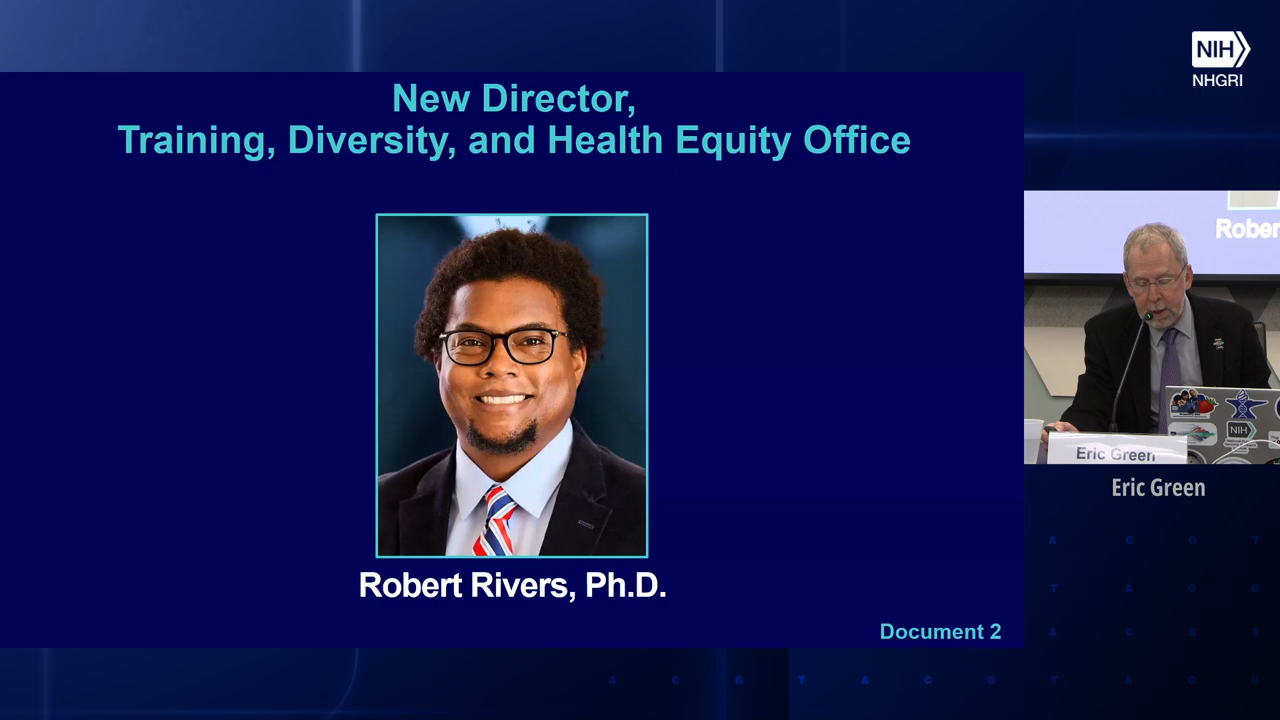 New Director,
Training, Diversity, and Health Equity Office
Robert Rivers, Ph.D.
Document 2
NIH
NHGRI
Rober
NIH
Eric Green
Eric Green
A C G T
T A C G
A C G T
A C G T A C G T A C G